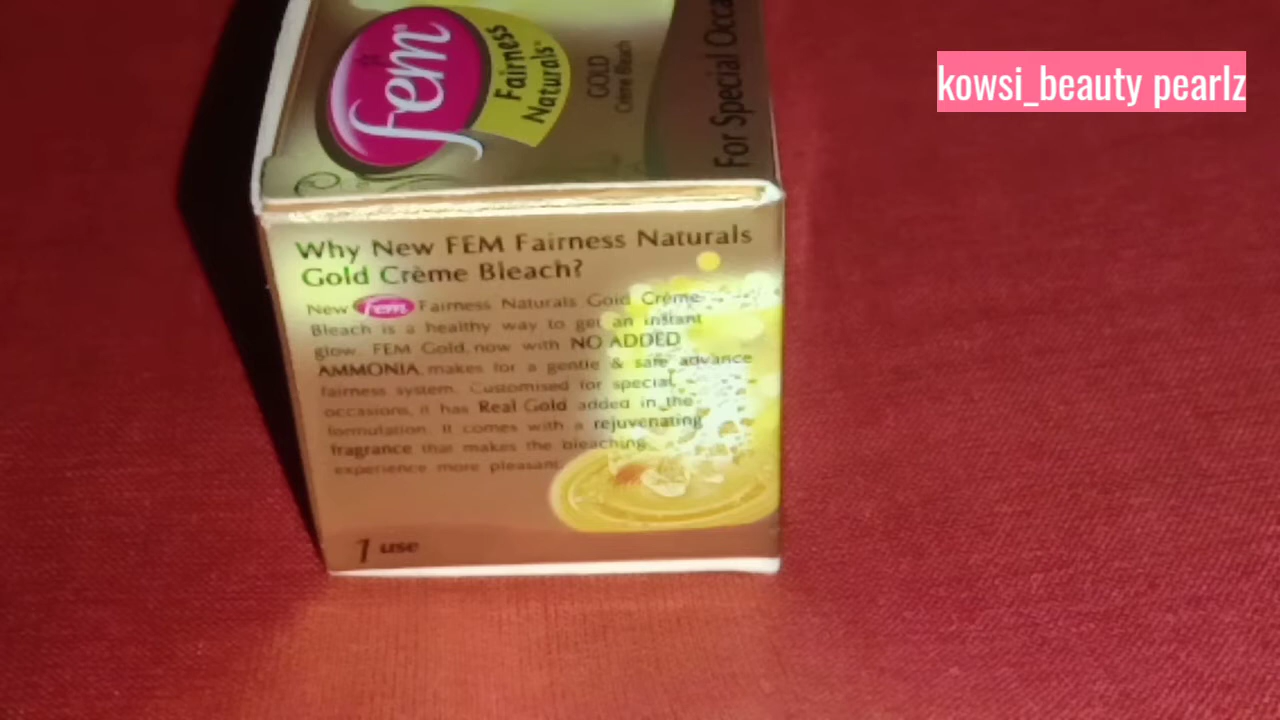 fem
Fairness
Naturals
GOLD
Crème Bleach
For Special Occa
kowsi_beauty pearlz
Why New FEM Fairness Naturals
Gold Crème Bleach?
New fem Fairness Naturals Gold Crème
Bleach is a healthy way to get an instant
glow. FEM Gold, now with NO ADDED
AMMONIA, makes for a gentle & safe advance
fairness system. Customised for special
occasions, it has Real Gold added in the
formulation. It comes with a rejuvenating
fragrance that makes the bleaching
experience more pleasant.
1 use